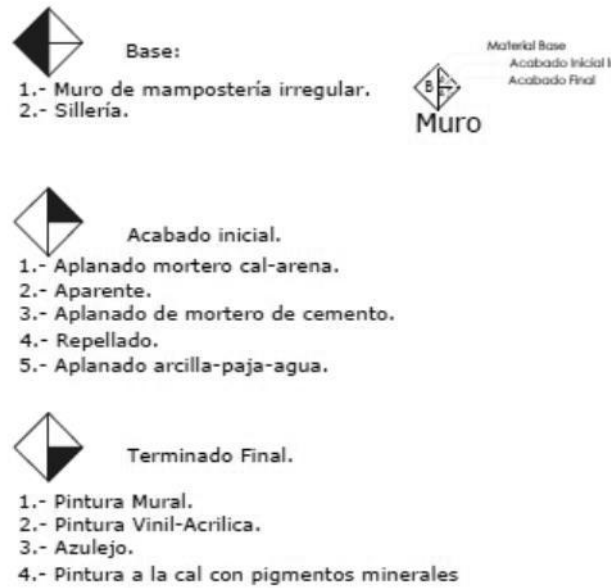 Base:
1.- Muro de mampostería irregular.
2.- Sillería.
Material Base
Acabado Inicial
Acabado Final
B
Muro
Acabado inicial.
1.- Aplanado mortero cal-arena.
2.- Aparente.
3.- Aplanado de mortero de cemento.
4.- Repellado.
5.- Aplanado arcilla-paja-agua.
Terminado Final.
1.- Pintura Mural.
2.- Pintura Vinil-Acrilica.
3.- Azulejo.
4.- Pintura a la cal con pigmentos minerales